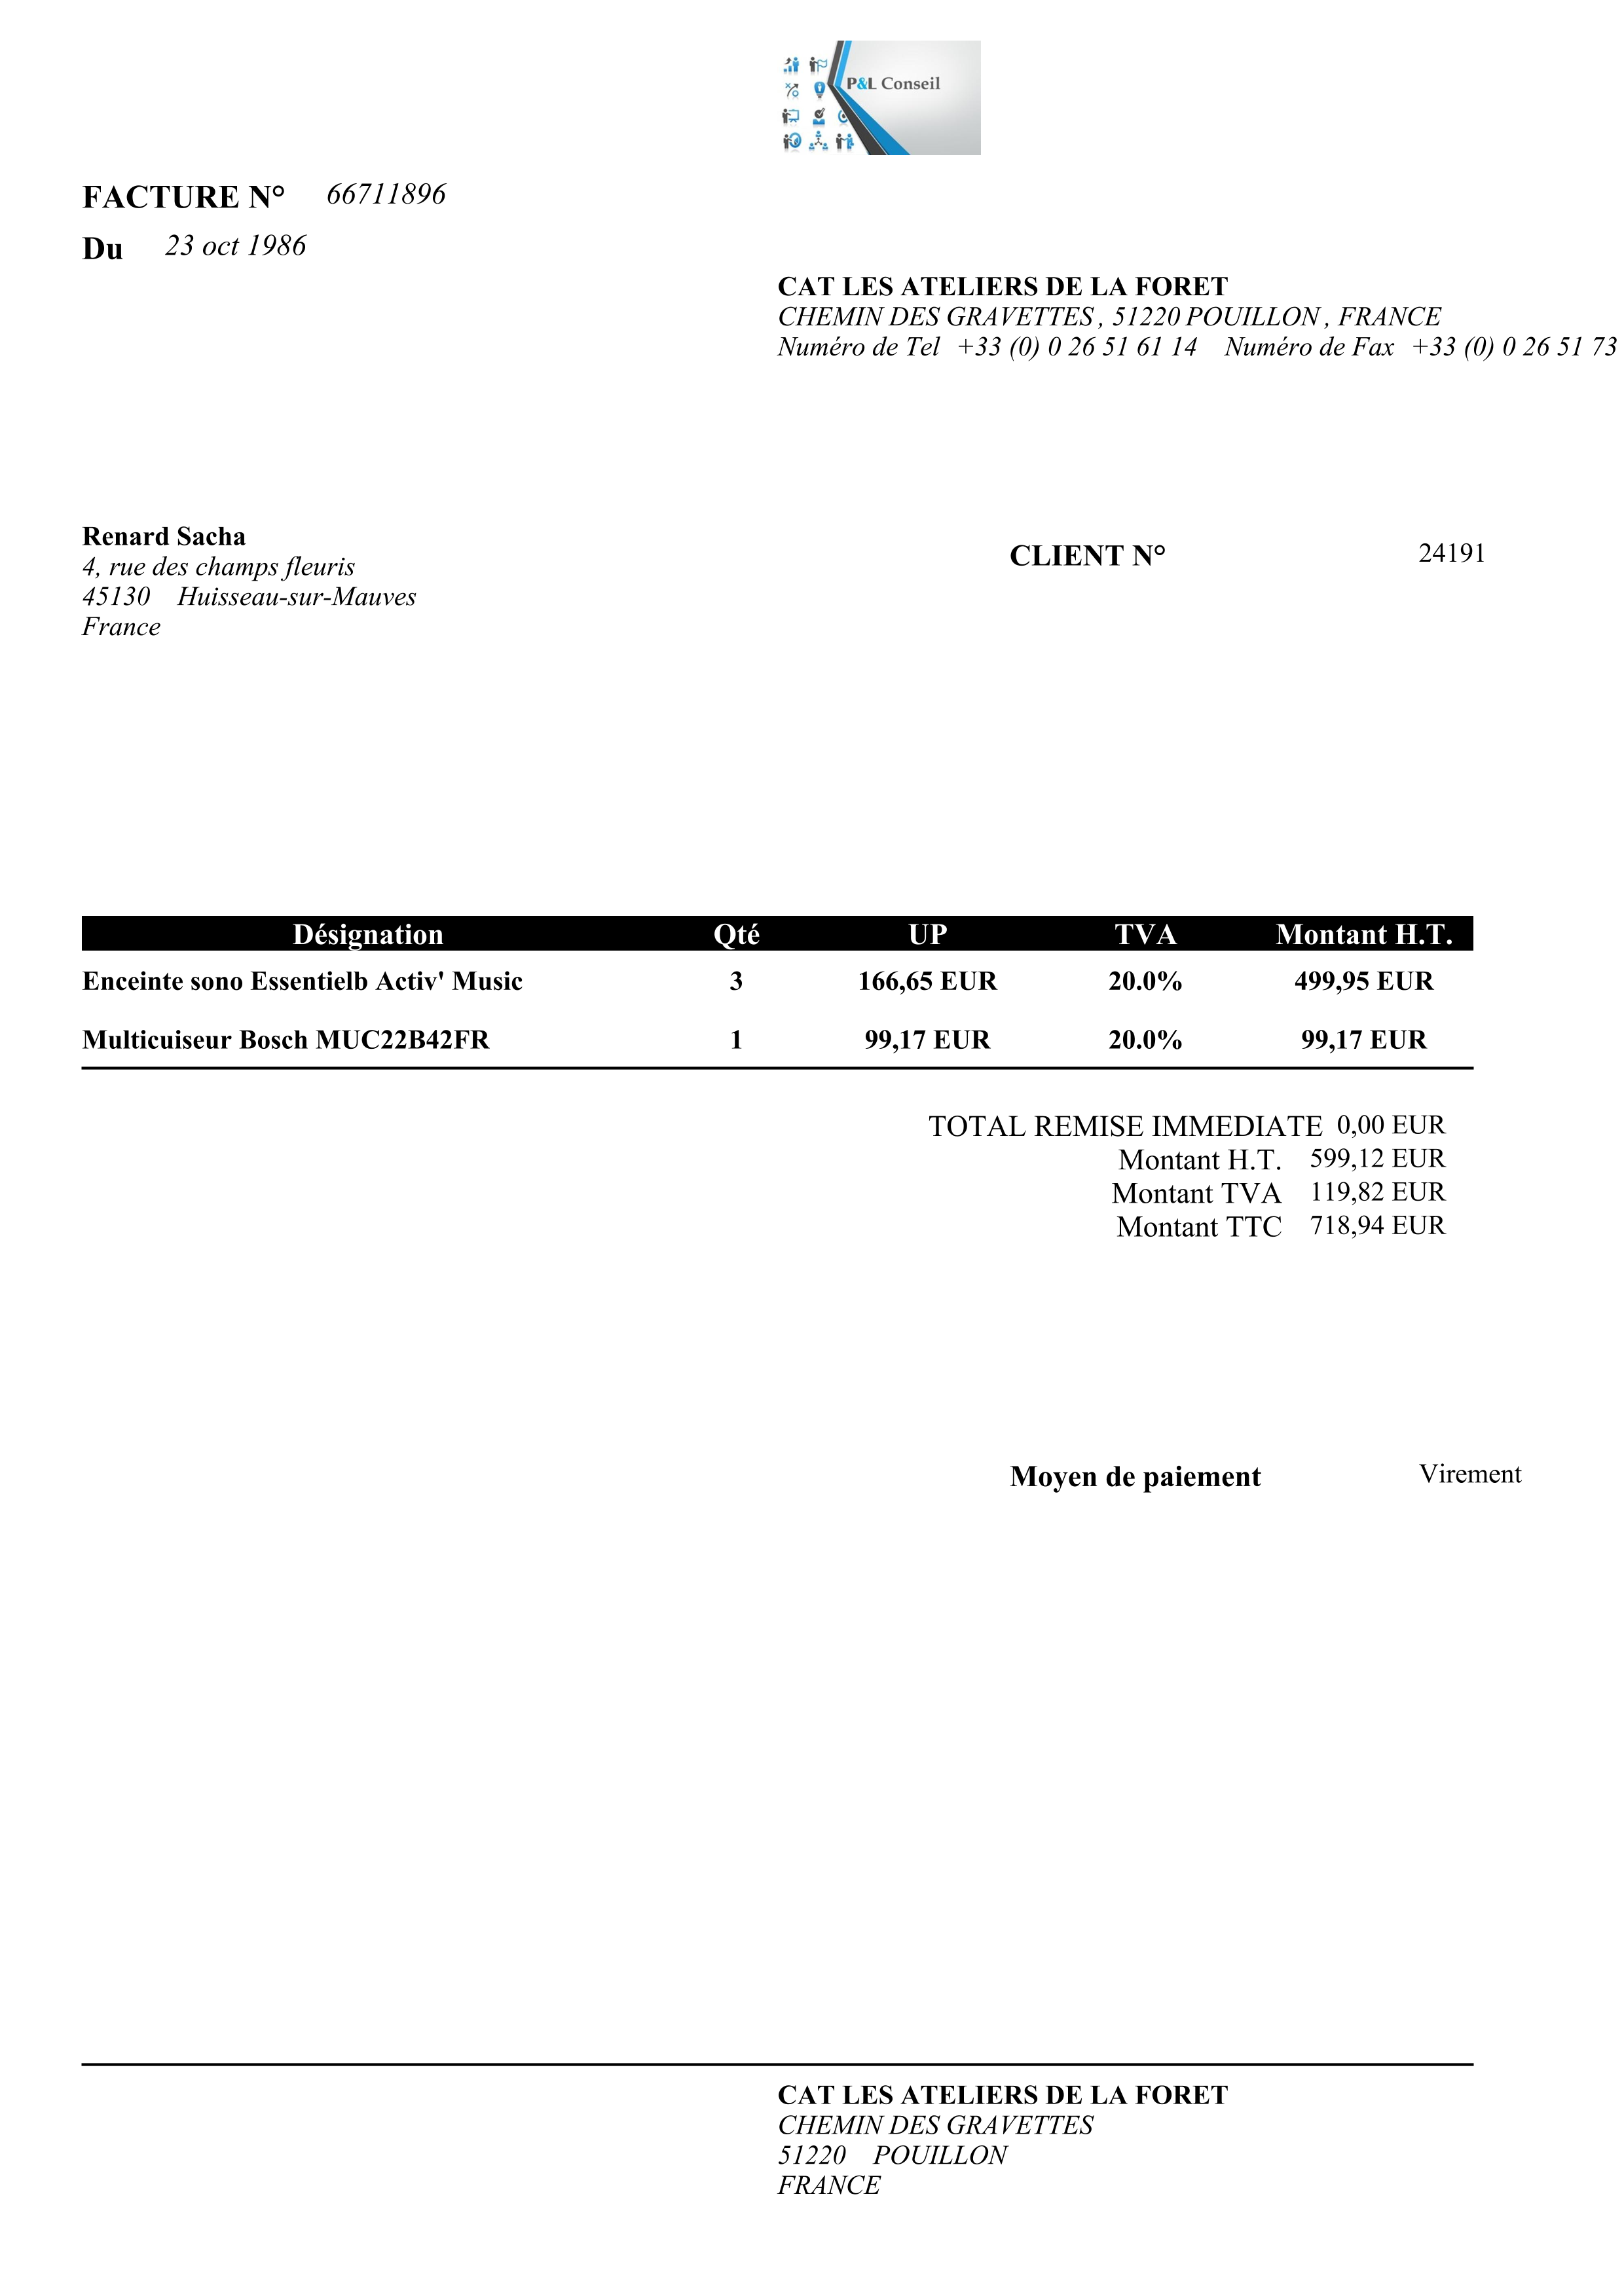 P&L Conseil
FACTURE N° 66711896
Du 23 oct 1986
CAT LES ATELIERS DE LA FORET
CHEMIN DES GRAVETTES , 51220 POUILLON , FRANCE
Numéro de Tel +33 (0) 0 26 51 61 14 Numéro de Fax +33 (0) 0 26 51 73
Renard Sacha
4, rue des champs fleuris
45130 Huisseau-sur-Mauves
France
CLIENT N° 24191
Désignation Qté UP TVA Montant H.T.
Enceinte sono Essentielb Activ' Music 3 166,65 EUR 20.0% 499,95 EUR
Multicuiseur Bosch MUC22B42FR 1 99,17 EUR 20.0% 99,17 EUR
TOTAL REMISE IMMEDIATE 0,00 EUR
Montant H.T. 599,12 EUR
Montant TVA 119,82 EUR
Montant TTC 718,94 EUR
Moyen de paiement Virement
CAT LES ATELIERS DE LA FORET
CHEMIN DES GRAVETTES
51220 POUILLON
FRANCE